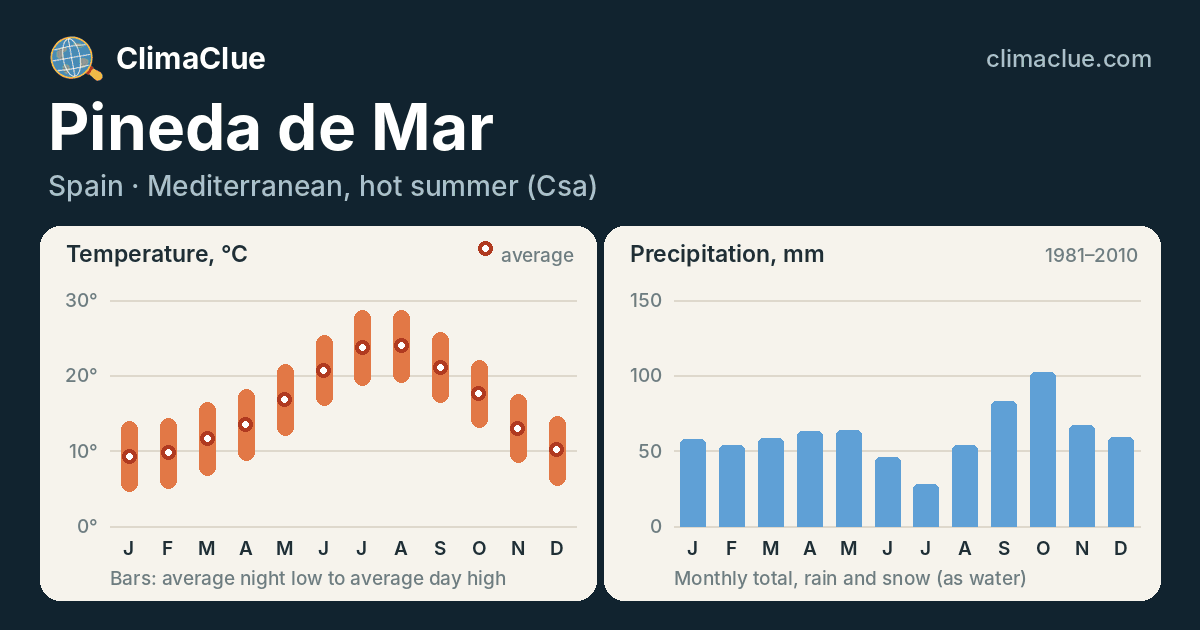 ClimaClue
climaclue.com
Pineda de Mar
Spain · Mediterranean, hot summer (Csa)
Temperature, °C
average
30°
20°
10°
0°
J F M A M J J A S O N D
Bars: average night low to average day high
Precipitation, mm
1981–2010
150
100
50
0
J F M A M J J A S O N D
Monthly total, rain and snow (as water)